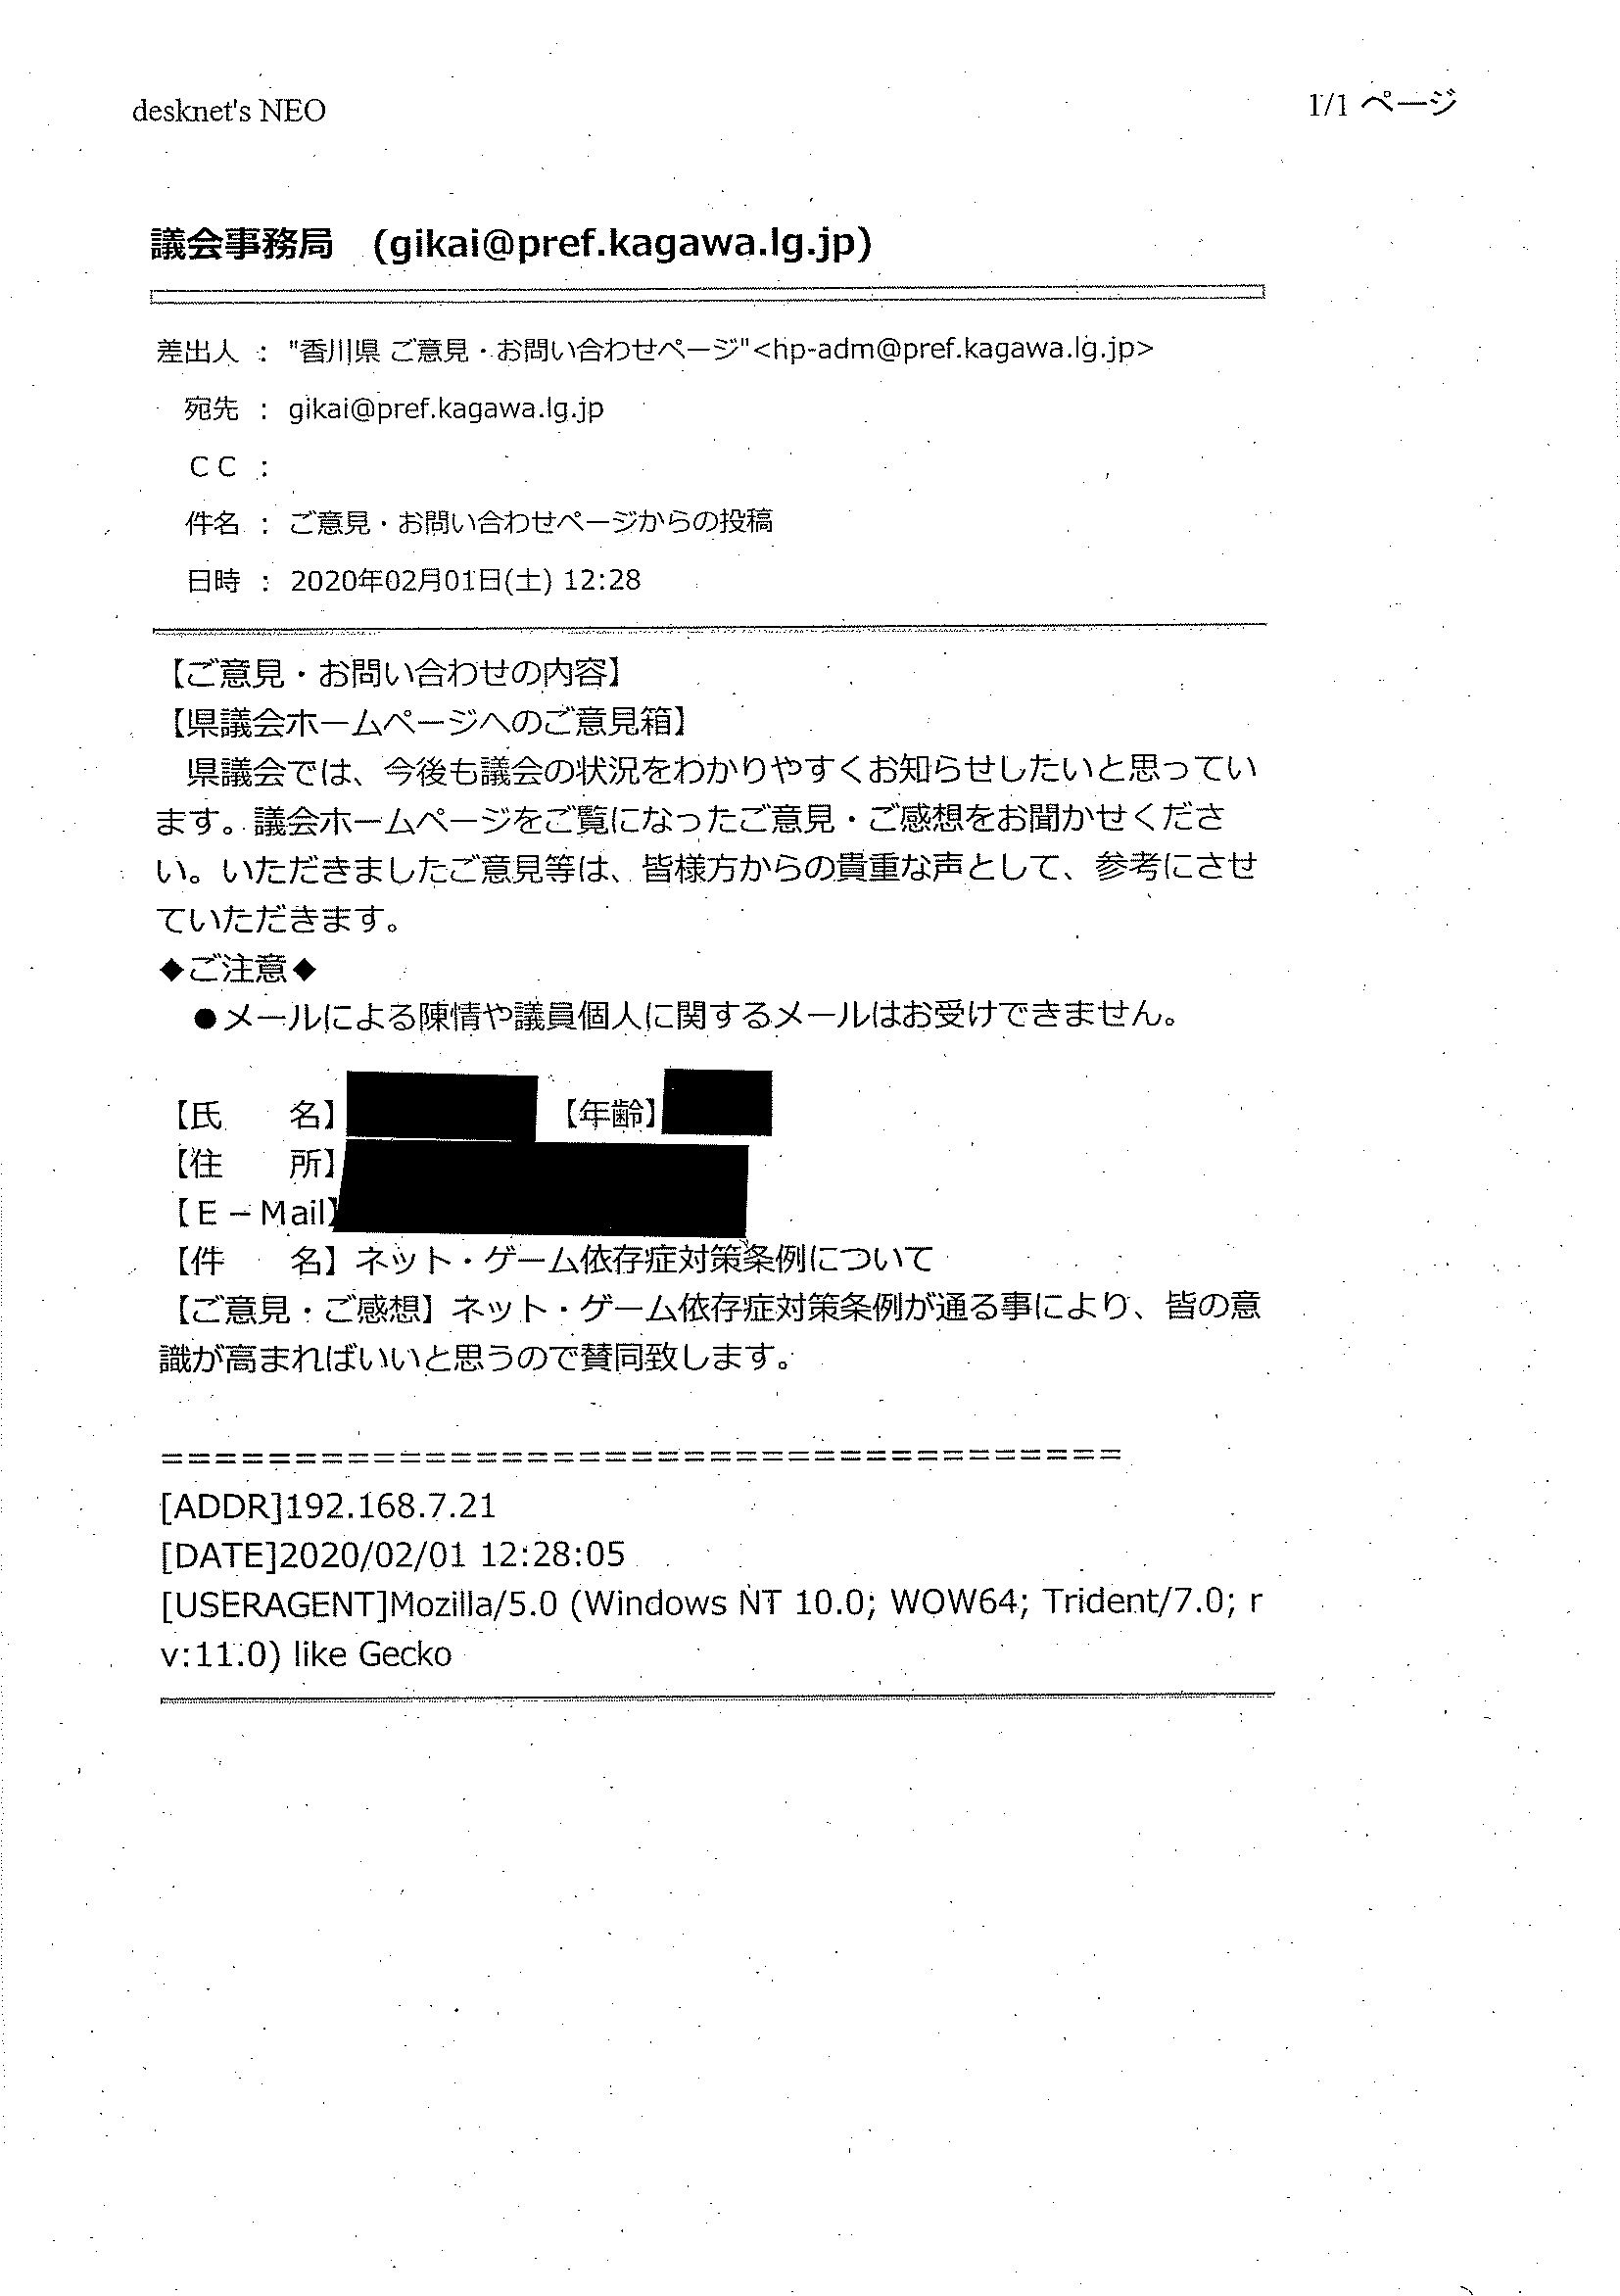 desknet's NEO
1/1 ページ
議会事務局　(gikai@pref.kagawa.lg.jp)
差出人 ： "香川県 ご意見・お問い合わせページ"<hp-adm@pref.kagawa.lg.jp>
宛先 ： gikai@pref.kagawa.lg.jp
ＣＣ ：
件名 ： ご意見・お問い合わせページからの投稿
日時 ： 2020年02月01日(土) 12:28
【ご意見・お問い合わせの内容】
【県議会ホームページへのご意見箱】
　県議会では、今後も議会の状況をわかりやすくお知らせしたいと思ってい
ます。議会ホームページをご覧になったご意見・ご感想をお聞かせくださ
い。いただきましたご意見等は、皆様方からの貴重な声として、参考にさせ
ていただきます。
◆ご注意◆
　●メールによる陳情や議員個人に関するメールはお受けできません。
【氏　　名】　【年齢】
【住　　所】
【Ｅ－Mail】
【件　　名】ネット・ゲーム依存症対策条例について
【ご意見・ご感想】ネット・ゲーム依存症対策条例が通る事により、皆の意
識が高まればいいと思うので賛同致します。
=====================================
[ADDR]192.168.7.21
[DATE]2020/02/01 12:28:05
[USERAGENT]Mozilla/5.0 (Windows NT 10.0; WOW64; Trident/7.0; r
v:11.0) like Gecko